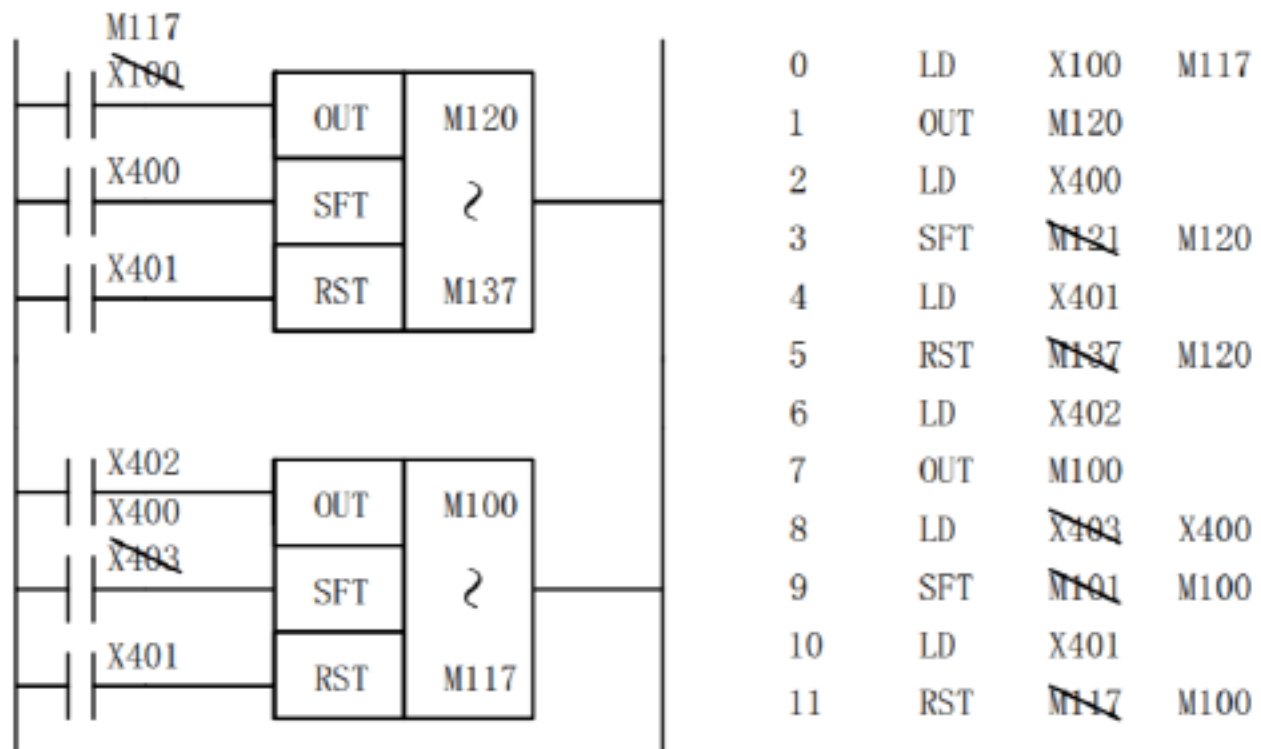 M117
X100
OUT M120
X400
SFT ~
X401
RST M137
X402
OUT M100
X400
X403
SFT ~
X401
RST M117
0 LD X100 M117
1 OUT M120
2 LD X400
3 SFT M121 M120
4 LD X401
5 RST M137 M120
6 LD X402
7 OUT M100
8 LD X403 X400
9 SFT M101 M100
10 LD X401
11 RST M117 M100